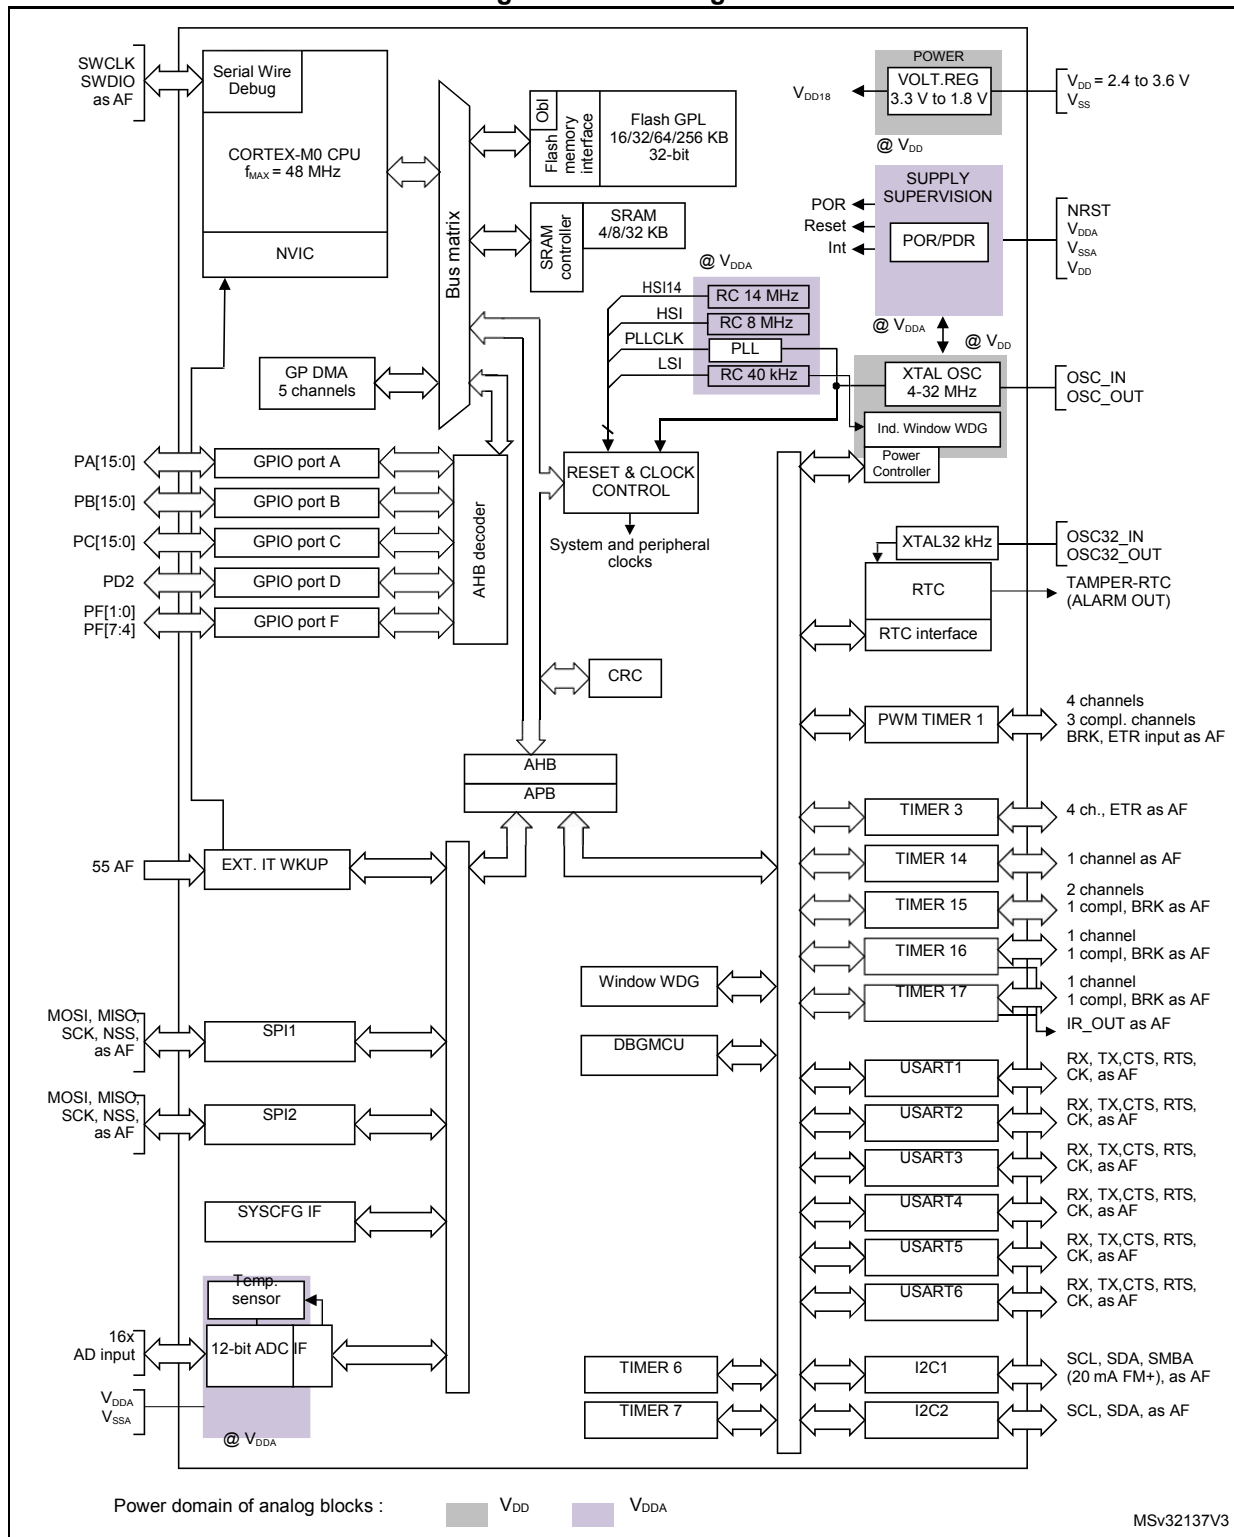 SWCLK
SWDIO
as AF
Serial Wire
Debug
CORTEX-M0 CPU
fMAX = 48 MHz
NVIC
Bus matrix
Obl
Flash
memory
interface
Flash GPL
16/32/64/256 KB
32-bit
SRAM
controller
SRAM
4/8/32 KB
POWER
VOLT.REG
3.3 V to 1.8 V
VDD18
VDD = 2.4 to 3.6 V
VSS
@ VDD
SUPPLY
SUPERVISION
POR
Reset
Int
POR/PDR
NRST
VDDA
VSSA
VDD
@ VDDA
HSI14
RC 14 MHz
HSI
RC 8 MHz
PLLCLK
PLL
LSI
RC 40 kHz
@ VDDA
@ VDD
XTAL OSC
4-32 MHz
OSC_IN
OSC_OUT
Ind. Window WDG
Power
Controller
GP DMA
5 channels
PA[15:0]
GPIO port A
PB[15:0]
GPIO port B
PC[15:0]
GPIO port C
PD2
GPIO port D
PF[1:0]
PF[7:4]
GPIO port F
AHB decoder
RESET & CLOCK
CONTROL
System and peripheral
clocks
XTAL32 kHz
OSC32_IN
OSC32_OUT
RTC
TAMPER-RTC
(ALARM OUT)
RTC interface
CRC
AHB
APB
PWM TIMER 1
4 channels
3 compl. channels
BRK, ETR input as AF
TIMER 3
4 ch., ETR as AF
55 AF
EXT. IT WKUP
TIMER 14
1 channel as AF
TIMER 15
2 channels
1 compl, BRK as AF
TIMER 16
1 channel
1 compl, BRK as AF
Window WDG
TIMER 17
1 channel
1 compl, BRK as AF
IR_OUT as AF
MOSI, MISO,
SCK, NSS,
as AF
SPI1
DBGMCU
USART1
RX, TX,CTS, RTS,
CK, as AF
MOSI, MISO,
SCK, NSS,
as AF
SPI2
USART2
RX, TX,CTS, RTS,
CK, as AF
USART3
RX, TX,CTS, RTS,
CK, as AF
SYSCFG IF
USART4
RX, TX,CTS, RTS,
CK, as AF
USART5
RX, TX,CTS, RTS,
CK, as AF
USART6
RX, TX,CTS, RTS,
CK, as AF
Temp.
sensor
16x
AD input
12-bit ADC
IF
VDDA
VSSA
@ VDDA
TIMER 6
I2C1
SCL, SDA, SMBA
(20 mA FM+), as AF
TIMER 7
I2C2
SCL, SDA, as AF
Power domain of analog blocks :
VDD
VDDA
MSv32137V3